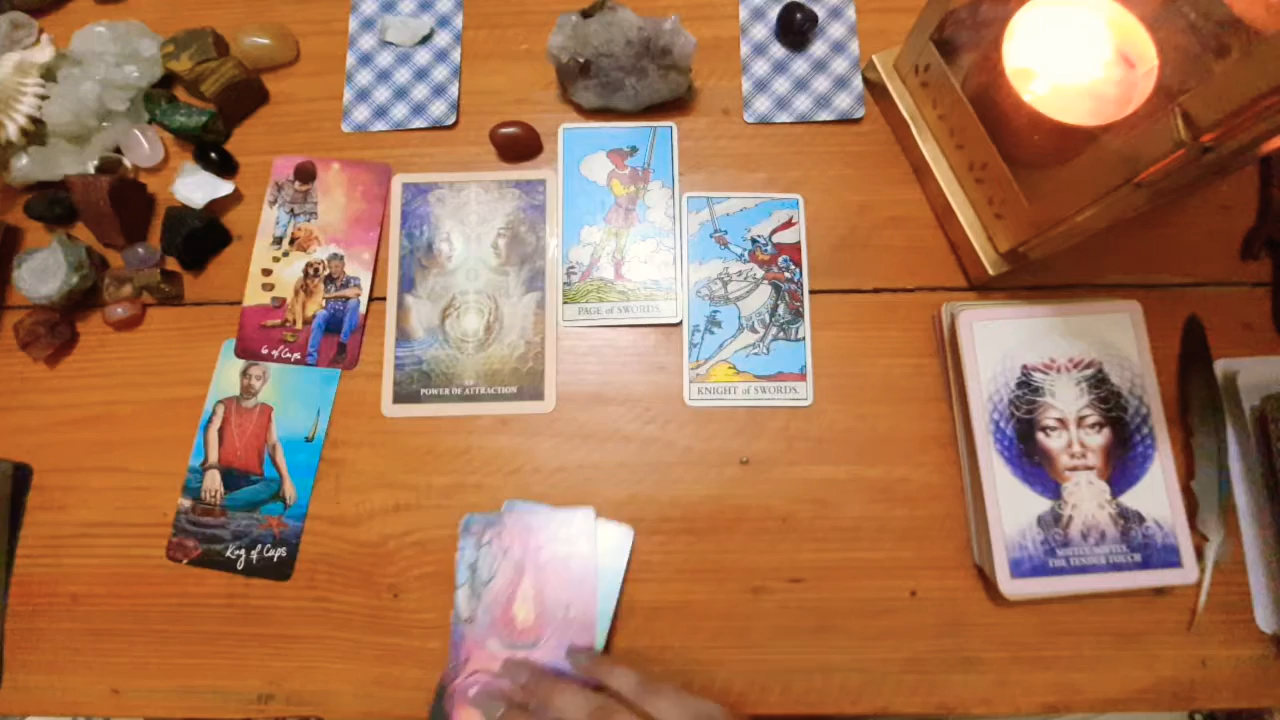 6 of Cups
POWER OF ATTRACTION
PAGE of SWORDS.
KNIGHT of SWORDS.
King of Cups
SOFTLY, SOFTLY,
THE TENDER TOUCH